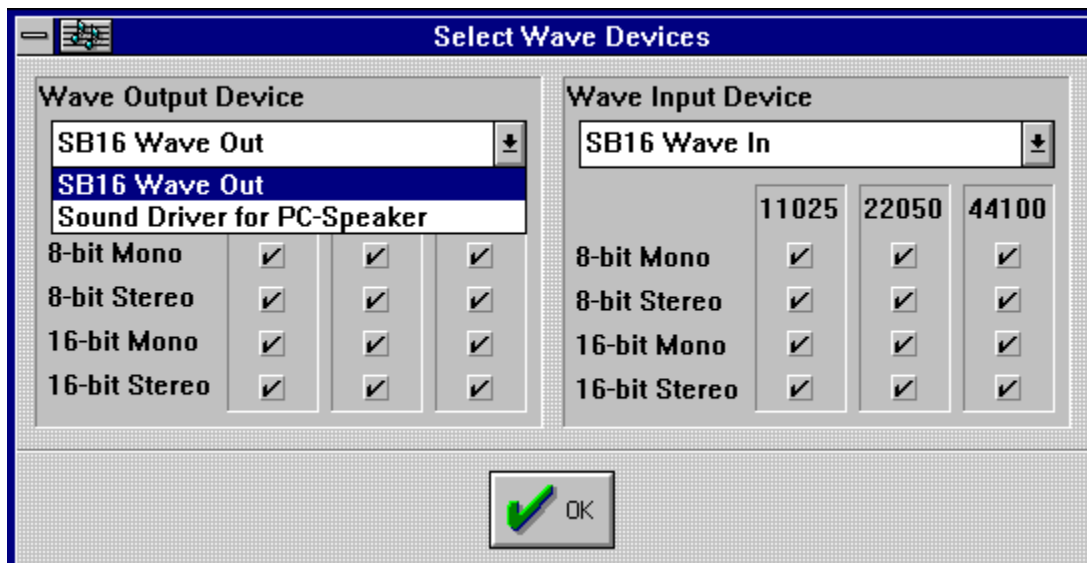 Select Wave Devices
Wave Output Device
SB16 Wave Out
SB16 Wave Out
Sound Driver for PC-Speaker
8-bit Mono
8-bit Stereo
16-bit Mono
16-bit Stereo
Wave Input Device
SB16 Wave In
11025 22050 44100
8-bit Mono
8-bit Stereo
16-bit Mono
16-bit Stereo
OK